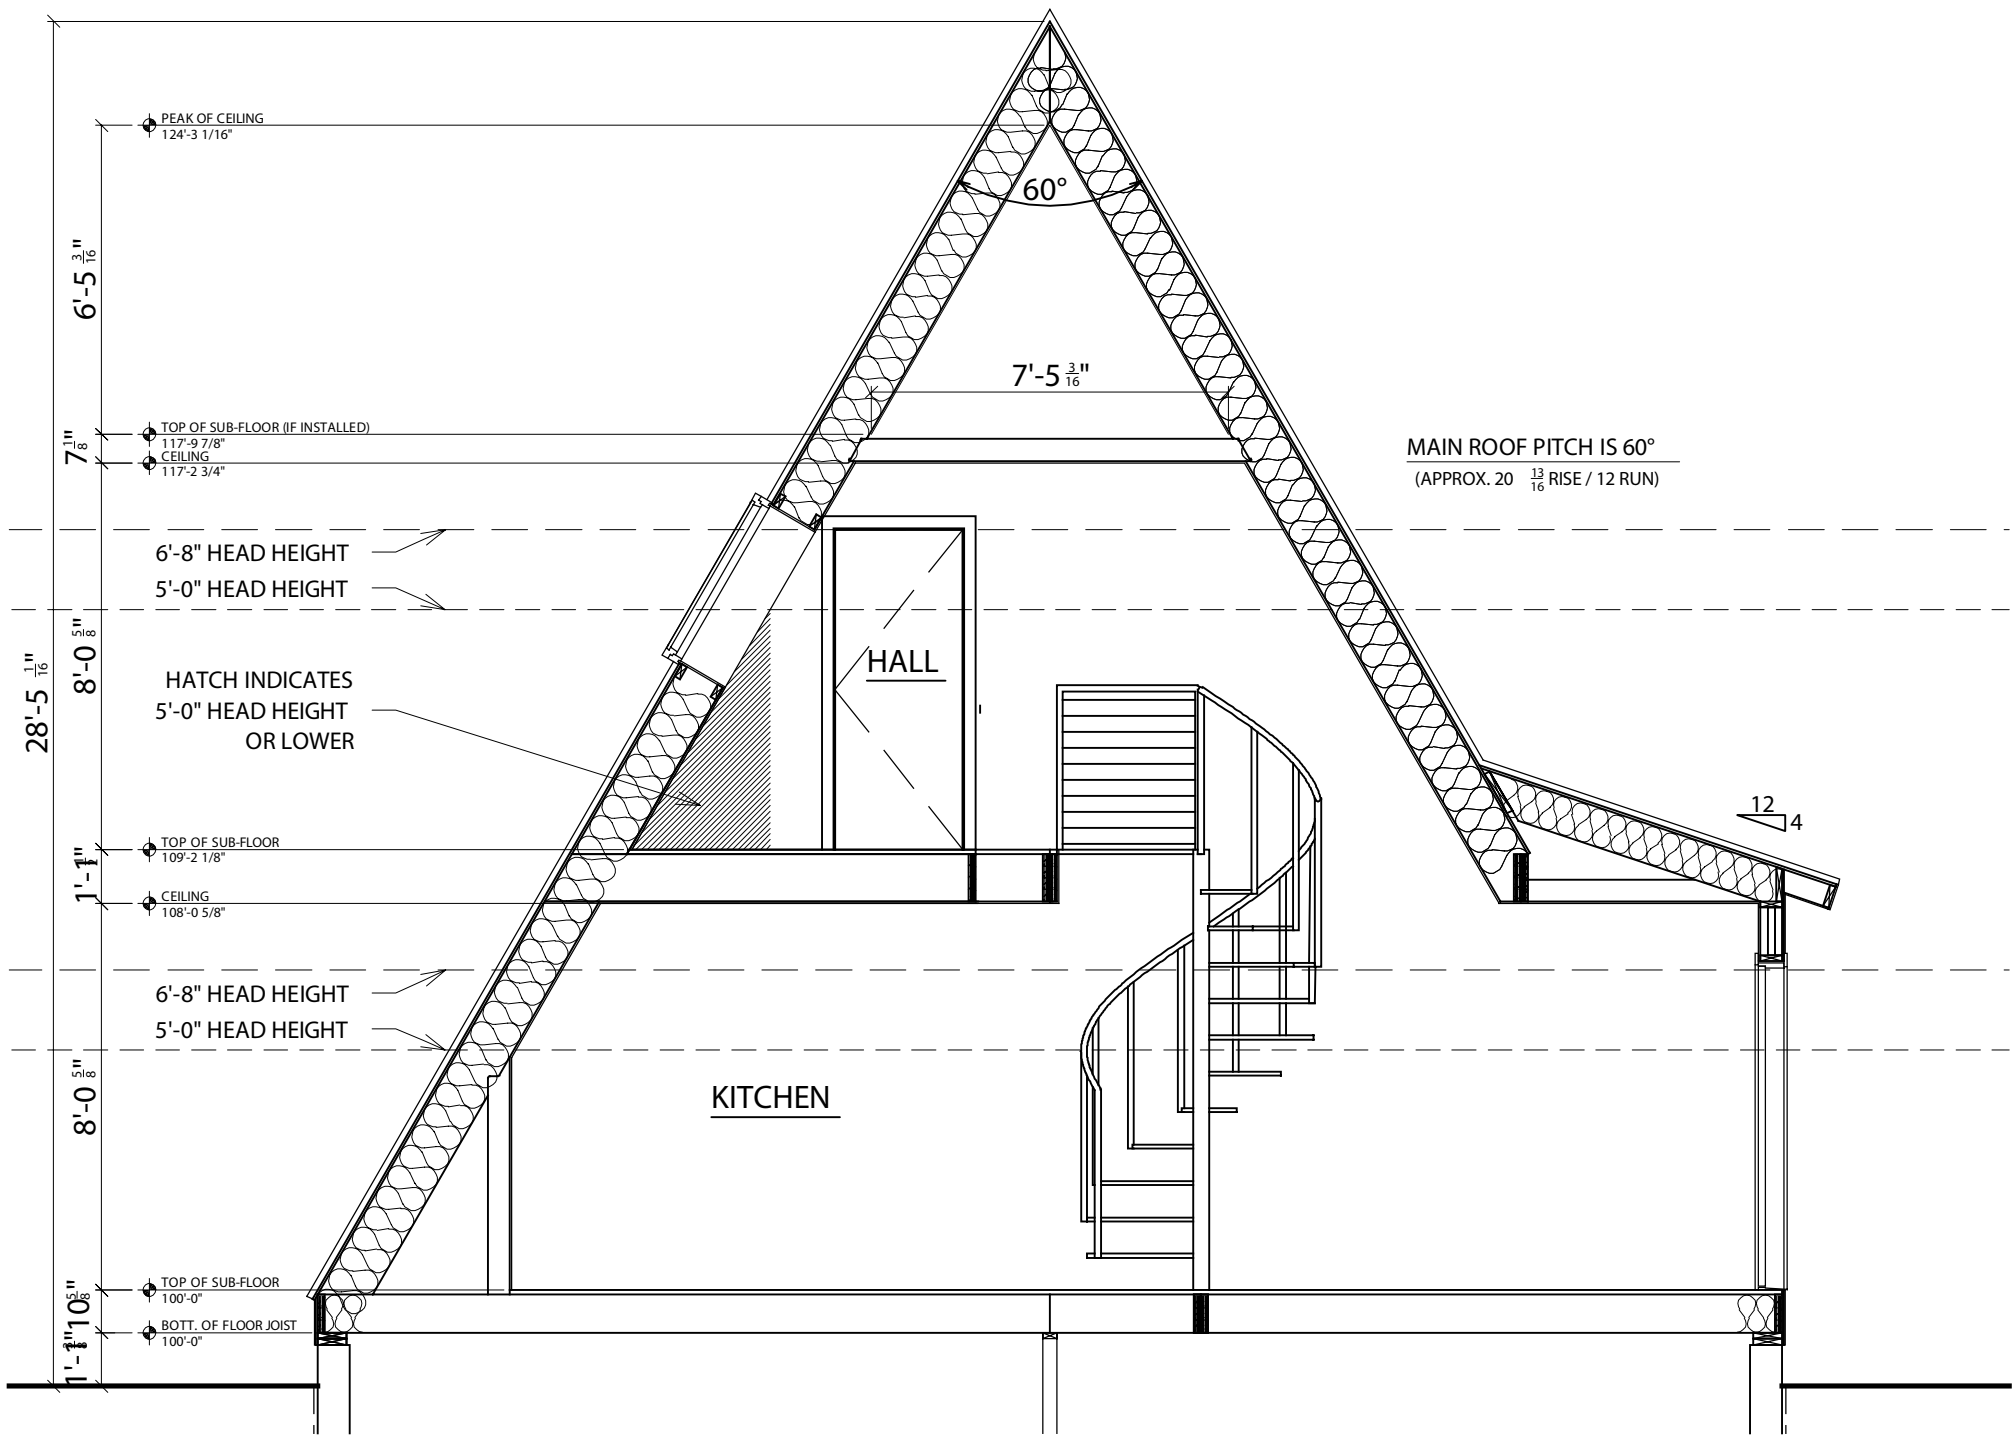 PEAK OF CEILING
124'-3 1/16"
60°
6'-5 3/16"
7'-5 3/16"
TOP OF SUB-FLOOR (IF INSTALLED)
117'-9 7/8"
7 1/8"
CEILING
117'-2 3/4"
MAIN ROOF PITCH IS 60°
(APPROX. 20 13/16 RISE / 12 RUN)
6'-8" HEAD HEIGHT
5'-0" HEAD HEIGHT
8'-0 5/8"
28'-5 1/16"
HALL
HATCH INDICATES
5'-0" HEAD HEIGHT
OR LOWER
12
4
TOP OF SUB-FLOOR
109'-2 1/8"
1'-1 1/2"
CEILING
108'-0 5/8"
6'-8" HEAD HEIGHT
5'-0" HEAD HEIGHT
8'-0 5/8"
KITCHEN
TOP OF SUB-FLOOR
100'-0"
10 5/8"
BOTT. OF FLOOR JOIST
100'-0"